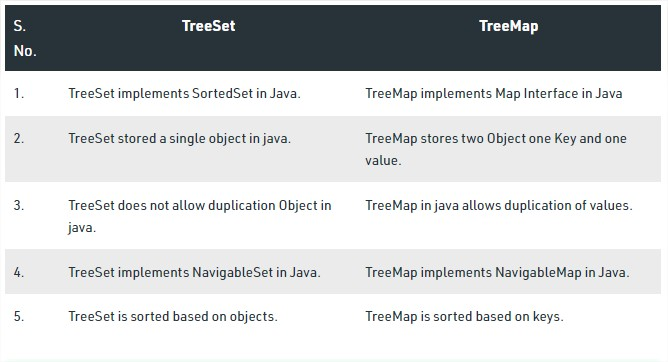 S. No. TreeSet TreeMap
1. TreeSet implements SortedSet in Java. TreeMap implements Map Interface in Java
2. TreeSet stored a single object in java. TreeMap stores two Object one Key and one
value.
3. TreeSet does not allow duplication Object in TreeMap in java allows duplication of values.
java.
4. TreeSet implements NavigableSet in Java. TreeMap implements NavigableMap in Java.
5. TreeSet is sorted based on objects. TreeMap is sorted based on keys.